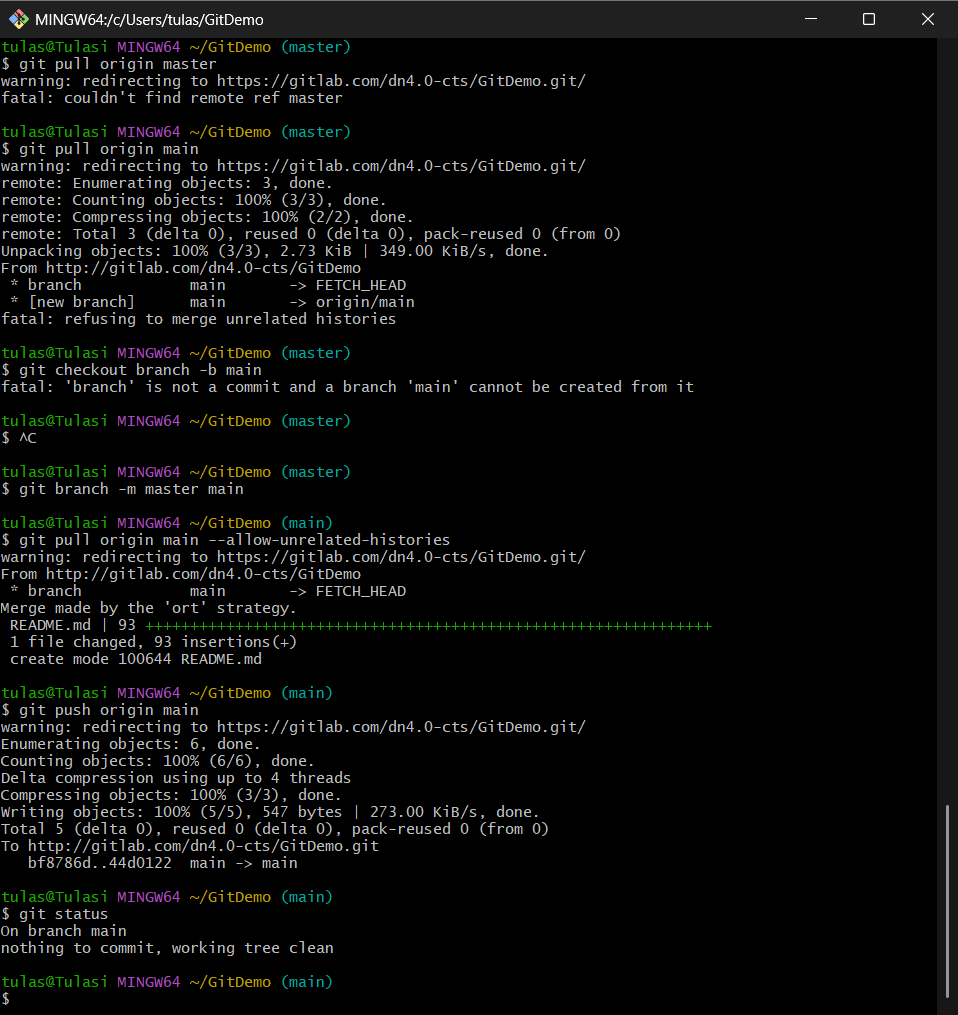 MINGW64:/c/Users/tulas/GitDemo
tulas@Tulasi MINGW64 ~/GitDemo (master)
$ git pull origin master
warning: redirecting to https://gitlab.com/dn4.0-cts/GitDemo.git/
fatal: couldn't find remote ref master
tulas@Tulasi MINGW64 ~/GitDemo (master)
$ git pull origin main
warning: redirecting to https://gitlab.com/dn4.0-cts/GitDemo.git/
remote: Enumerating objects: 3, done.
remote: Counting objects: 100% (3/3), done.
remote: Compressing objects: 100% (2/2), done.
remote: Total 3 (delta 0), reused 0 (delta 0), pack-reused 0 (from 0)
Unpacking objects: 100% (3/3), 2.73 KiB | 349.00 KiB/s, done.
From http://gitlab.com/dn4.0-cts/GitDemo
 * branch            main       -> FETCH_HEAD
 * [new branch]      main       -> origin/main
fatal: refusing to merge unrelated histories
tulas@Tulasi MINGW64 ~/GitDemo (master)
$ git checkout branch -b main
fatal: 'branch' is not a commit and a branch 'main' cannot be created from it
tulas@Tulasi MINGW64 ~/GitDemo (master)
$ ^C
tulas@Tulasi MINGW64 ~/GitDemo (master)
$ git branch -m master main
tulas@Tulasi MINGW64 ~/GitDemo (main)
$ git pull origin main --allow-unrelated-histories
warning: redirecting to https://gitlab.com/dn4.0-cts/GitDemo.git/
From http://gitlab.com/dn4.0-cts/GitDemo
 * branch            main       -> FETCH_HEAD
Merge made by the 'ort' strategy.
 README.md | 93 +++++++++++++++++++++++++++++++++++++++++++++++++++++++++++++++
 1 file changed, 93 insertions(+)
 create mode 100644 README.md
tulas@Tulasi MINGW64 ~/GitDemo (main)
$ git push origin main
warning: redirecting to https://gitlab.com/dn4.0-cts/GitDemo.git/
Enumerating objects: 6, done.
Counting objects: 100% (6/6), done.
Delta compression using up to 4 threads
Compressing objects: 100% (3/3), done.
Writing objects: 100% (5/5), 547 bytes | 273.00 KiB/s, done.
Total 5 (delta 0), reused 0 (delta 0), pack-reused 0 (from 0)
To http://gitlab.com/dn4.0-cts/GitDemo.git
   bf8786d..44d0122  main -> main
tulas@Tulasi MINGW64 ~/GitDemo (main)
$ git status
On branch main
nothing to commit, working tree clean
tulas@Tulasi MINGW64 ~/GitDemo (main)
$